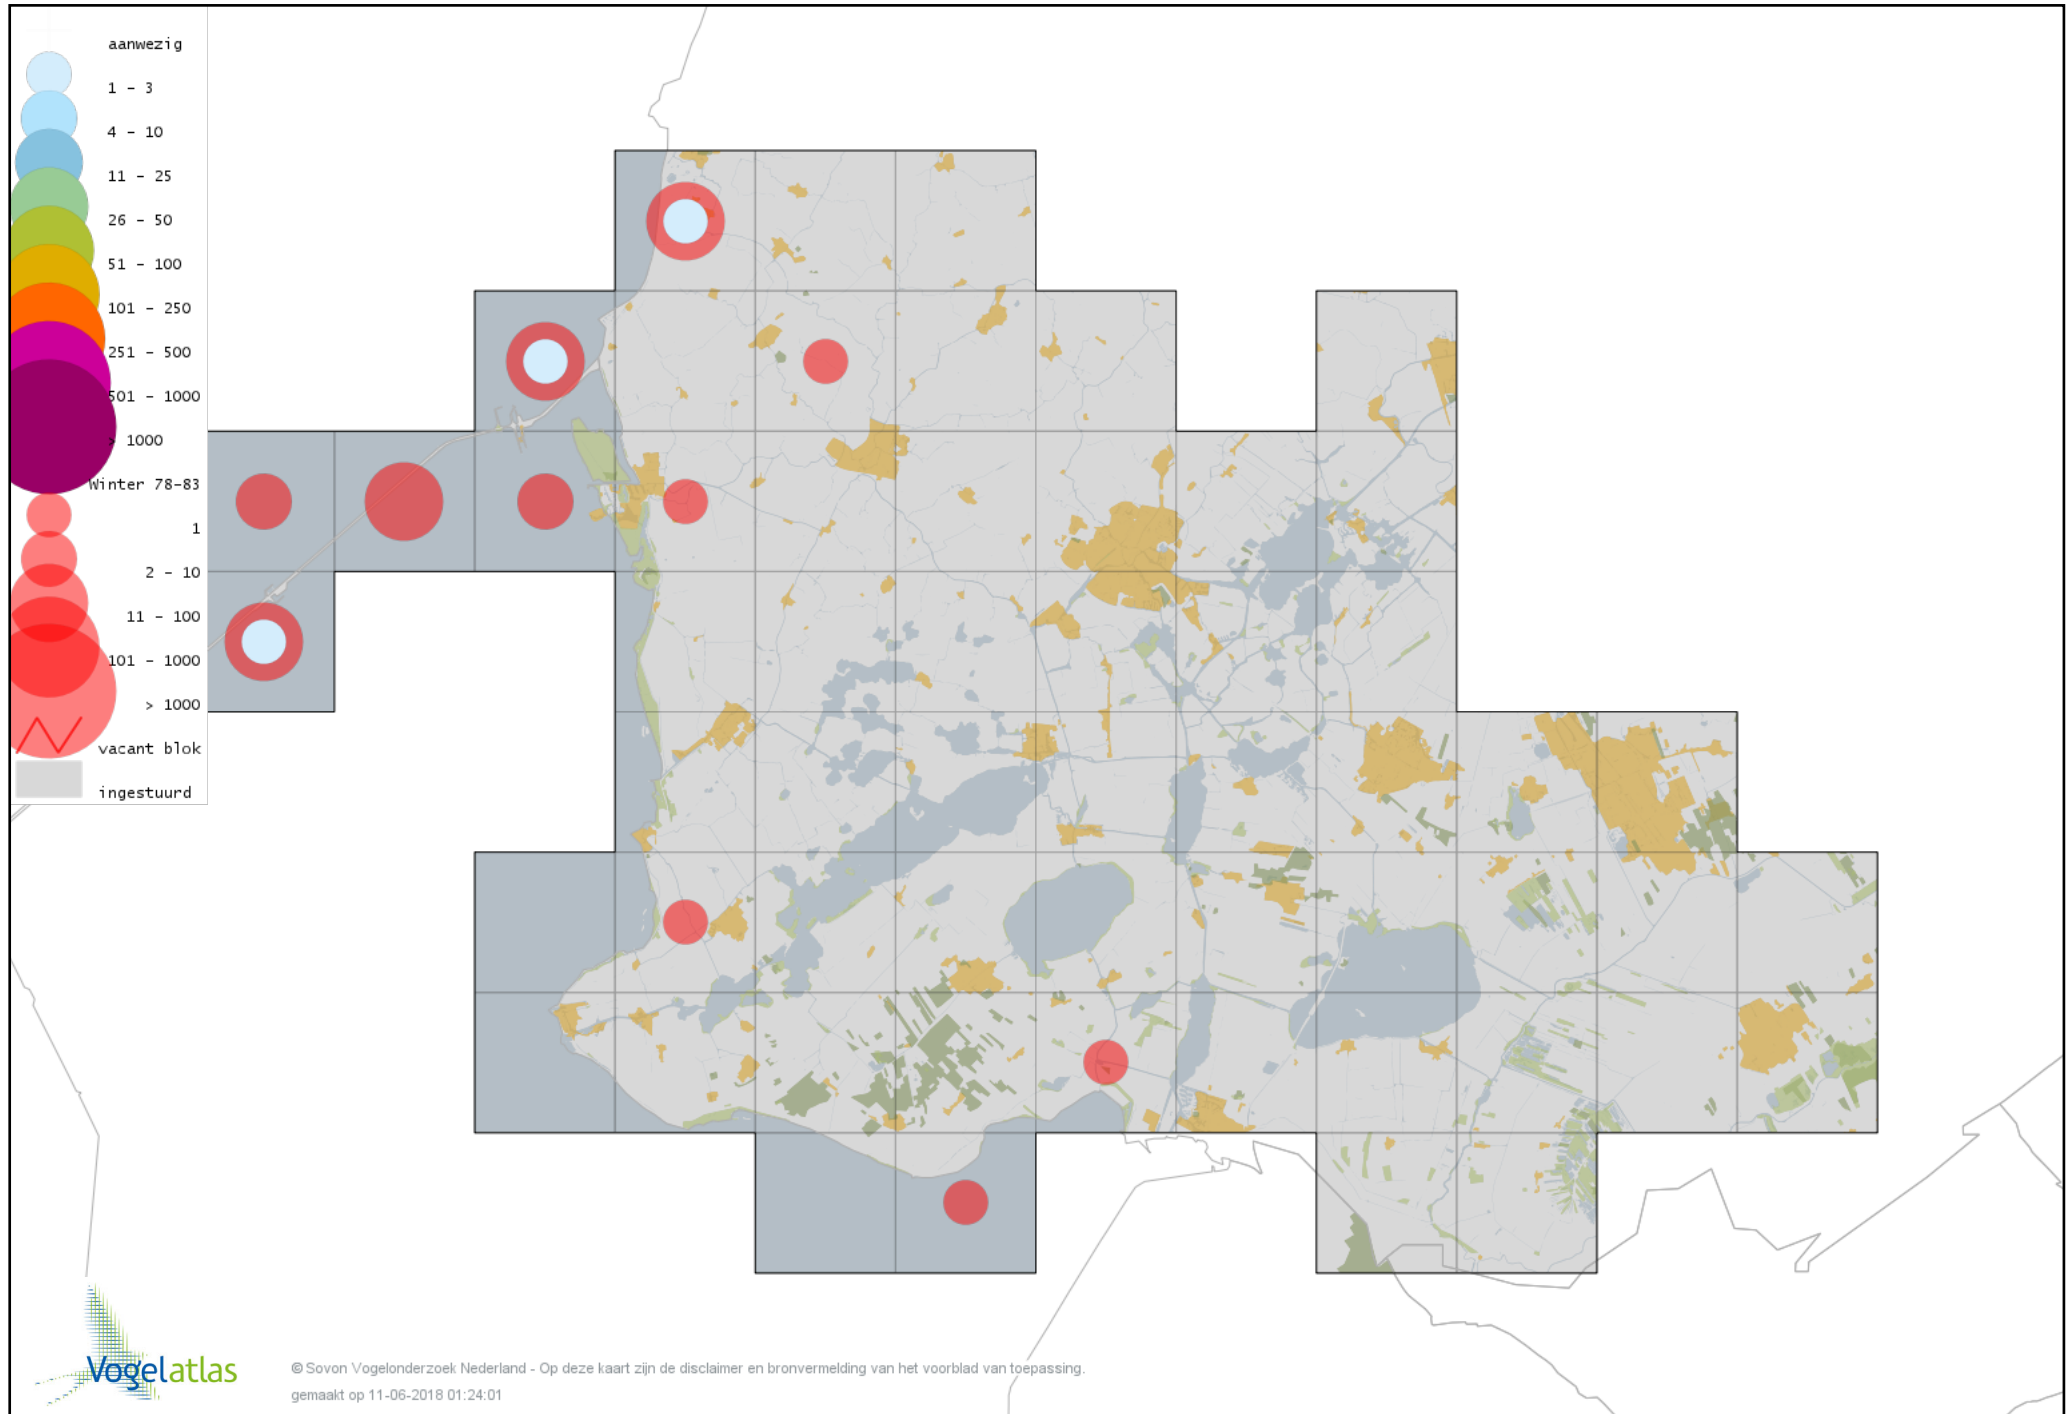 aanwezig
1 - 3
4 - 10
11 - 25
26 - 50
51 - 100
101 - 250
251 - 500
501 - 1000
> 1000
Winter 78-83
1
2 - 10
11 - 100
101 - 1000
> 1000
vacant blok
ingestuurd
Vogelatlas
© Sovon Vogelonderzoek Nederland - Op deze kaart zijn de disclaimer en bronvermelding van het voorblad van toepassing.
gemaakt op 11-06-2018 01:24:01